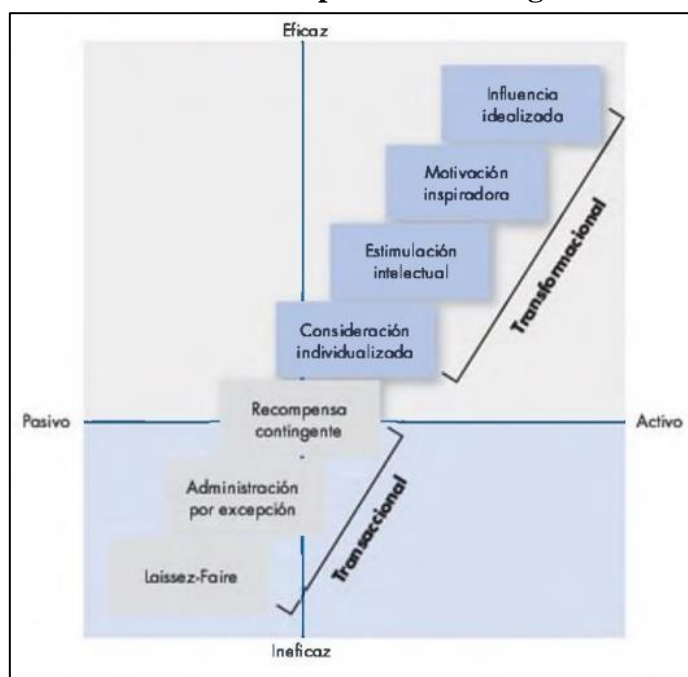 Eficaz
Influencia
idealizada
Motivación
inspiradora
Estimulación
intelectual
Transformacional
Consideración
individualizada
Pasivo
Recompensa
contingente
Activo
Administración
por excepción
Transaccional
Laissez-Faire
Ineficaz